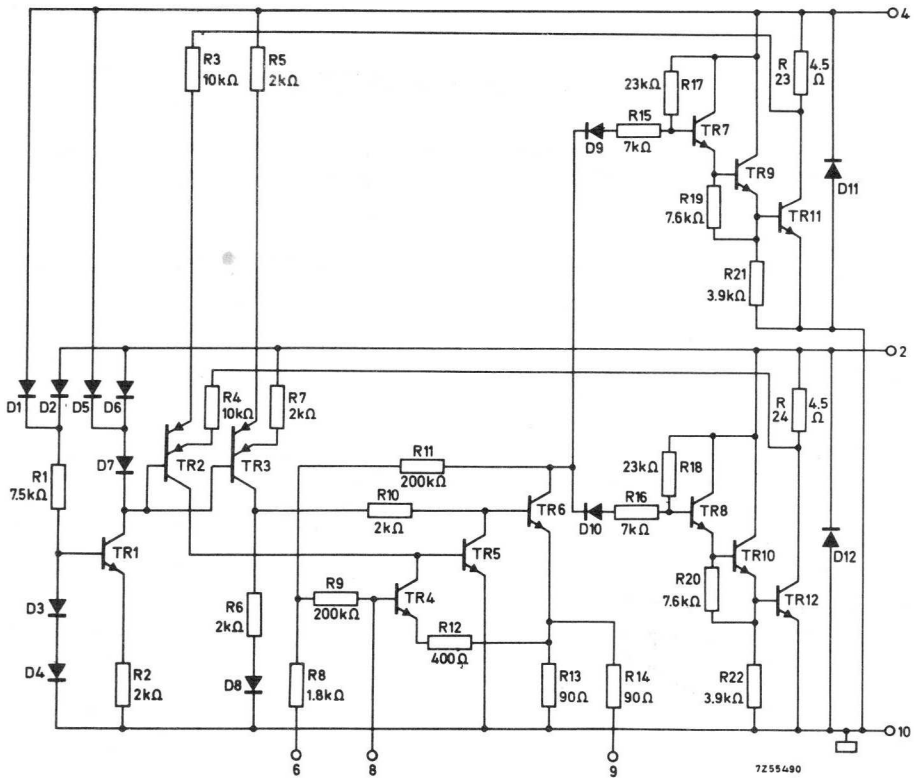 4
R3
10kΩ
R5
2kΩ
R
23
4.5
Ω
23kΩ
R17
R15
7kΩ
D9
TR7
TR9
D11
R19
7.6kΩ
TR11
R21
3.9kΩ
2
D1
D2
D5
D6
R4
10kΩ
R7
2kΩ
R
24
4.5
Ω
D7
TR2
TR3
R11
200kΩ
23kΩ
R18
R1
7.5kΩ
R10
2kΩ
TR6
D10
R16
7kΩ
TR8
TR1
TR5
TR10
D12
R9
200kΩ
TR4
R20
7.6kΩ
TR12
D3
R6
2kΩ
R12
400Ω
D4
R2
2kΩ
D8
R8
1.8kΩ
R13
90Ω
R14
90Ω
R22
3.9kΩ
10
6
8
9
7Z55490